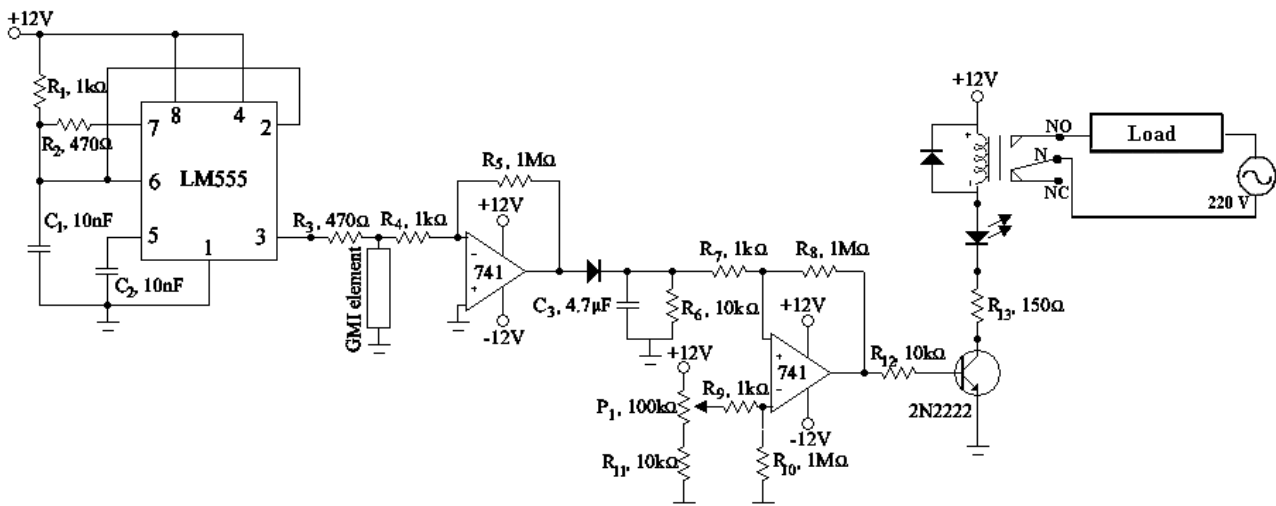 +12V
R1, 1kΩ
8
4
7
2
R2, 470Ω
LM555
6
C1, 10nF
5
1
3
C2, 10nF
R3, 470Ω
R4, 1kΩ
GMI element
R5, 1MΩ
+12V
-
741
+
-12V
C3, 4.7μF
R6, 10kΩ
R7, 1kΩ
R8, 1MΩ
+12V
+
741
-
-12V
+12V
P1, 100kΩ
R9, 1kΩ
R11, 10kΩ
R10, 1MΩ
R12, 10kΩ
2N2222
R13, 150Ω
+12V
+
-
NO
N
NC
Load
220 V